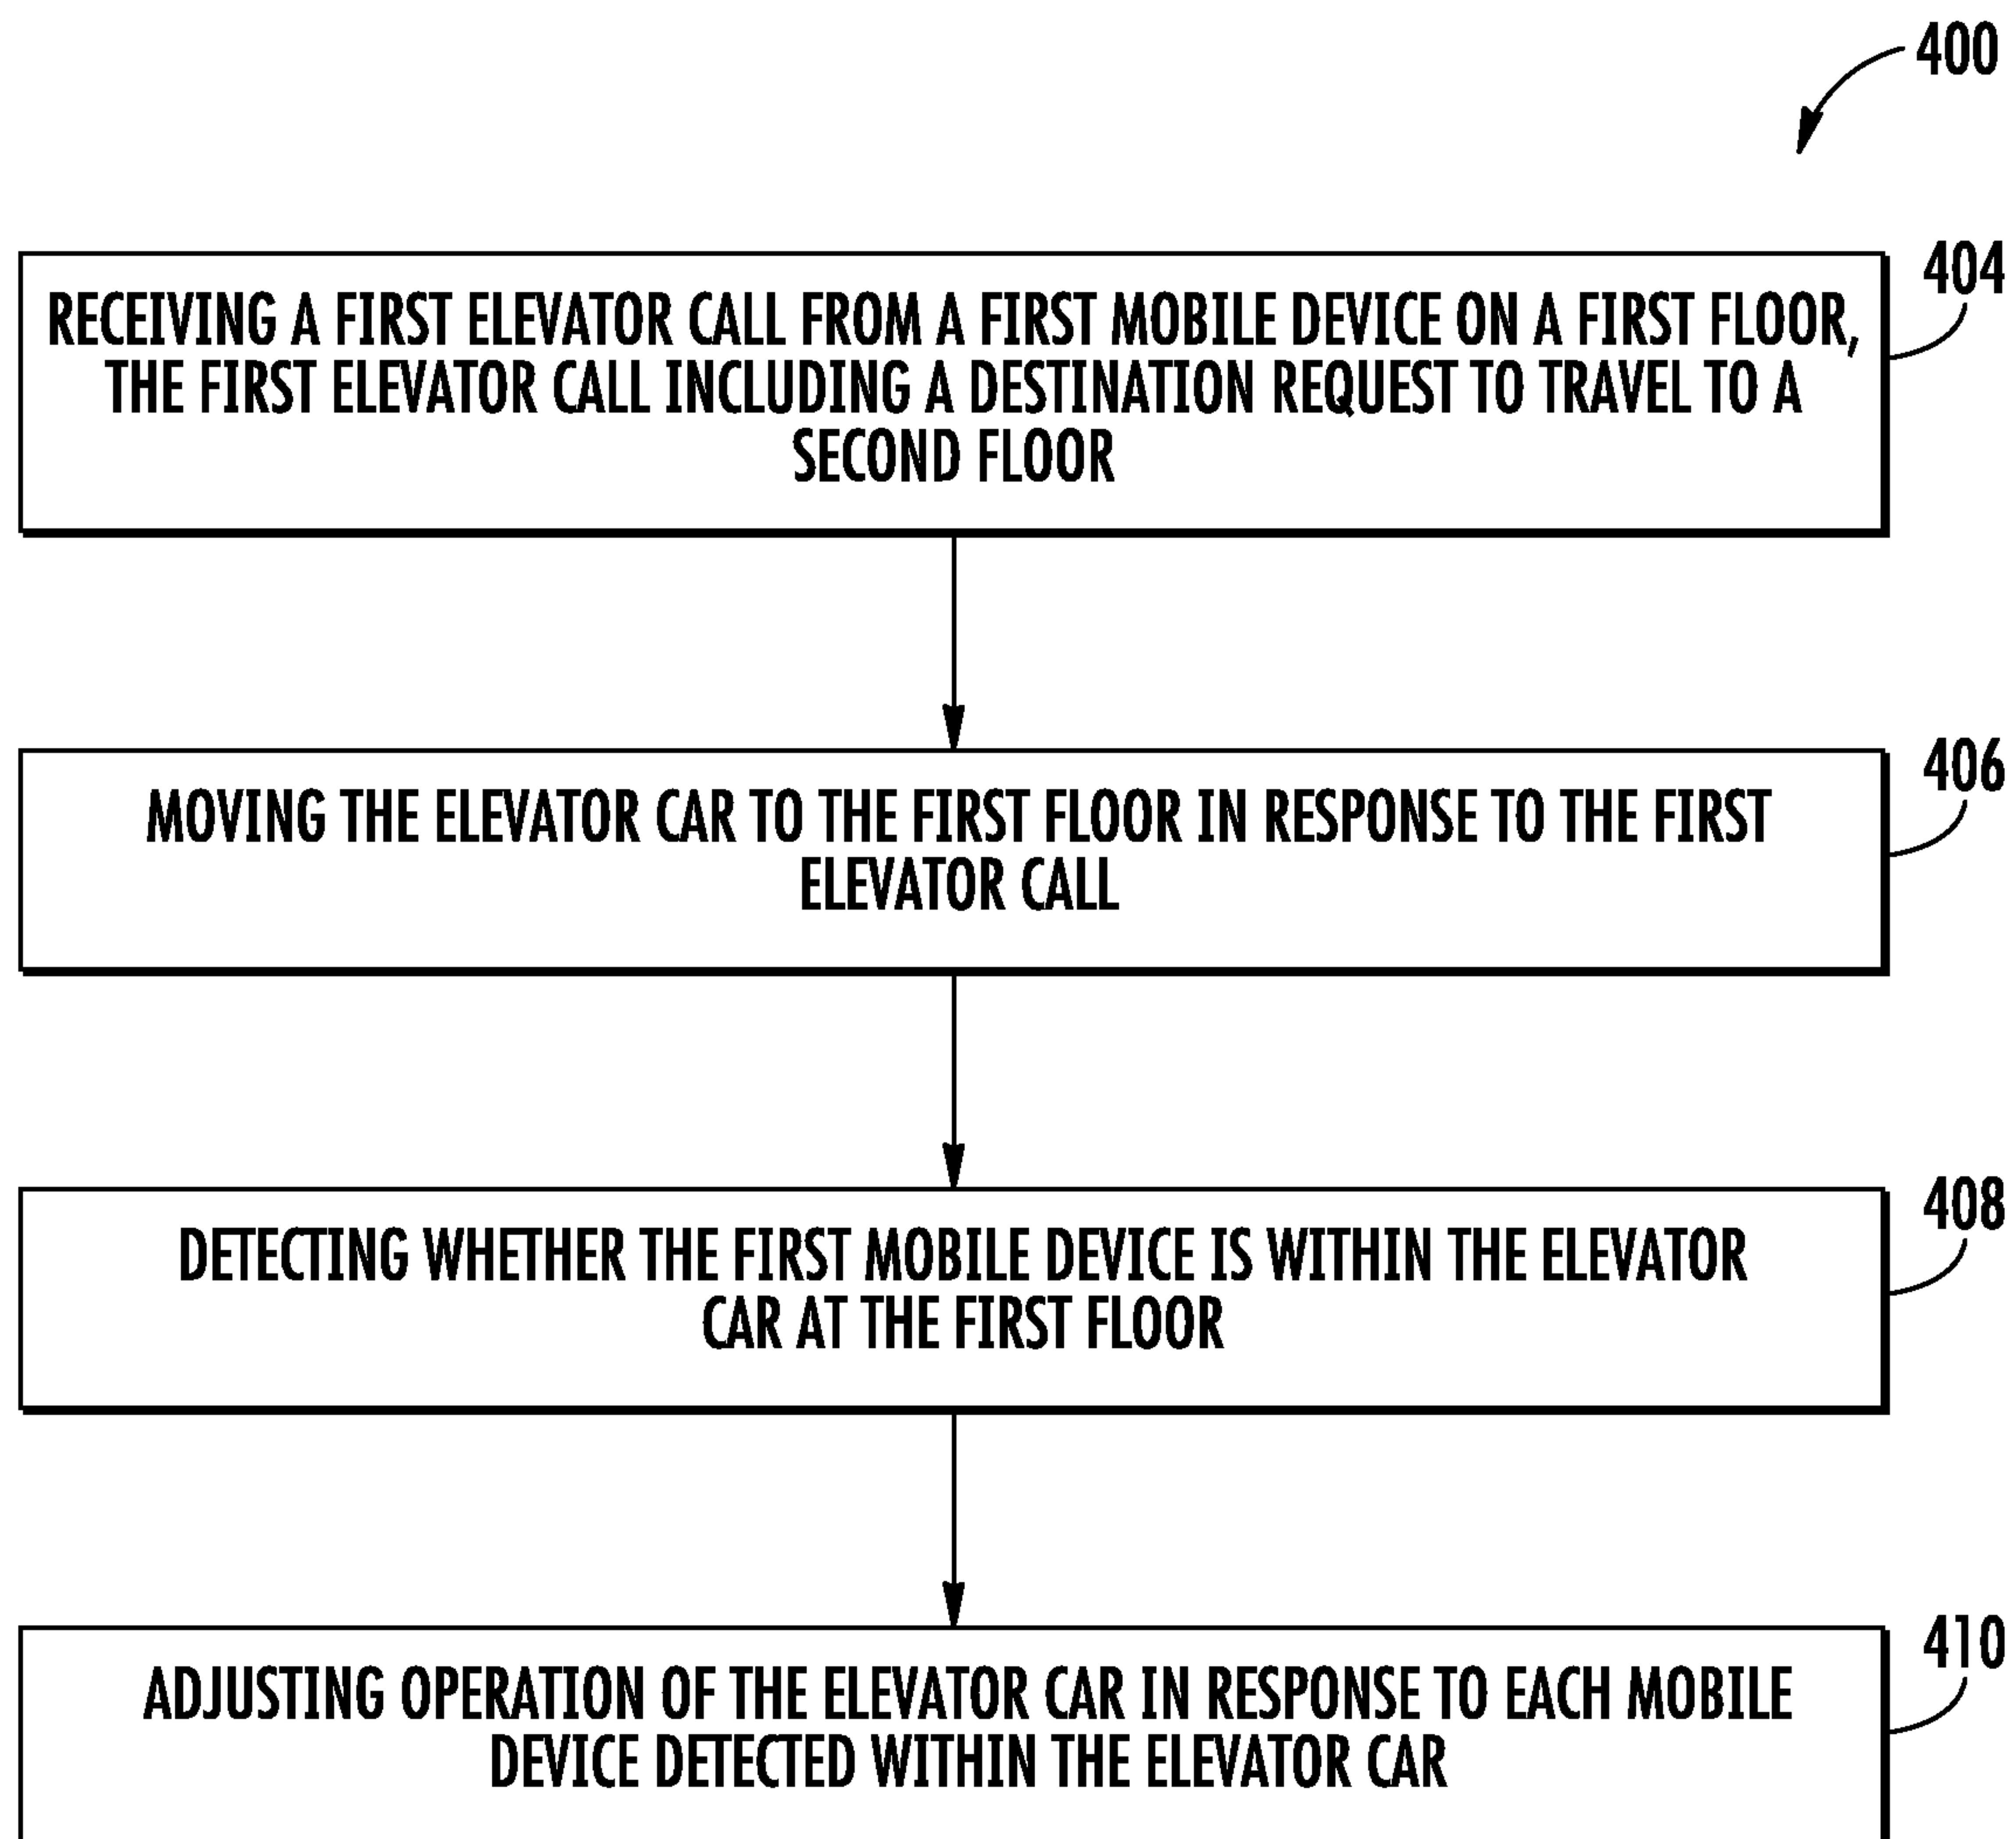 400
404
RECEIVING A FIRST ELEVATOR CALL FROM A FIRST MOBILE DEVICE ON A FIRST FLOOR,
THE FIRST ELEVATOR CALL INCLUDING A DESTINATION REQUEST TO TRAVEL TO A
SECOND FLOOR
406
MOVING THE ELEVATOR CAR TO THE FIRST FLOOR IN RESPONSE TO THE FIRST
ELEVATOR CALL
408
DETECTING WHETHER THE FIRST MOBILE DEVICE IS WITHIN THE ELEVATOR
CAR AT THE FIRST FLOOR
410
ADJUSTING OPERATION OF THE ELEVATOR CAR IN RESPONSE TO EACH MOBILE
DEVICE DETECTED WITHIN THE ELEVATOR CAR